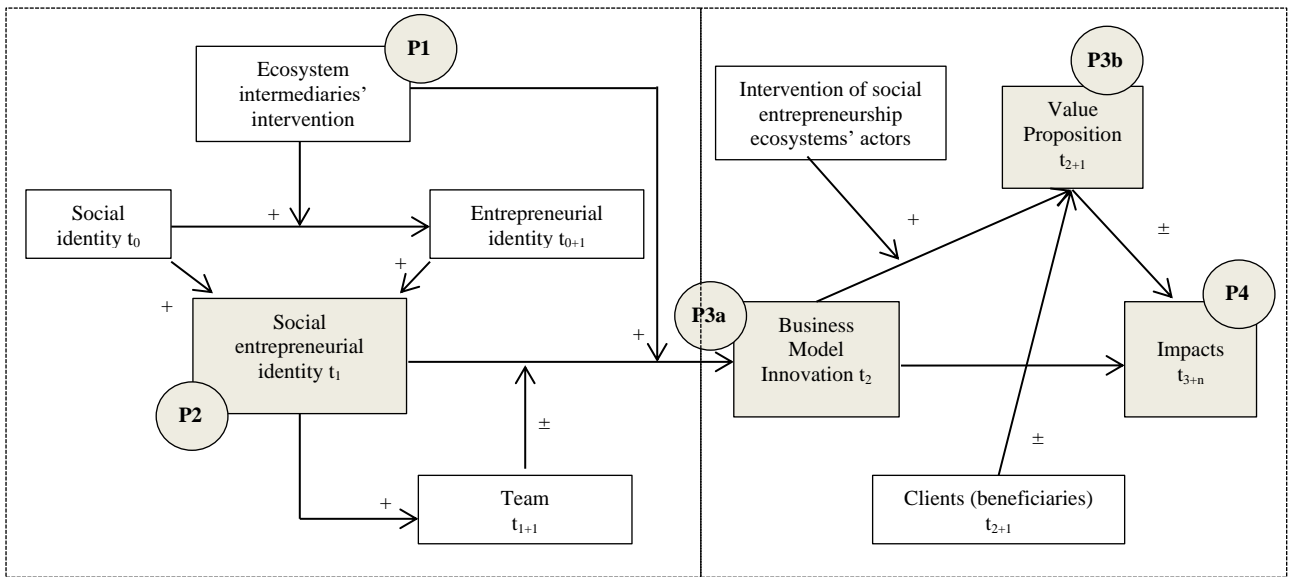 P1
Ecosystem
intermediaries’
intervention
Social
identity t₀
+
Entrepreneurial
identity t₀₊₁
+
+
Social
entrepreneurial
identity t₁
P2
+
±
+
Team
t₁₊₁
P3b
Intervention of social
entrepreneurship
ecosystems’ actors
Value
Proposition
t₂₊₁
+
±
P3a
Business
Model
Innovation t₂
P4
Impacts
t₃₊ₙ
±
Clients (beneficiaries)
t₂₊₁